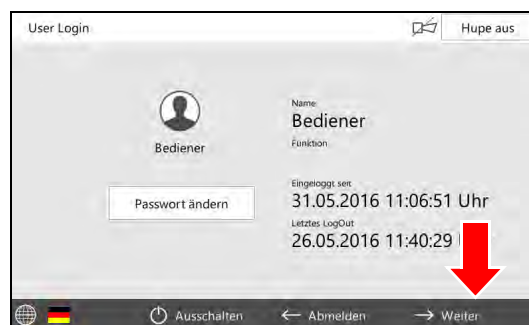 User Login
Hupe aus
Bediener
Passwort ändern
Name
Bediener
Funktion
Eingeloggt seit
31.05.2016 11:06:51 Uhr
Letztes LogOut
26.05.2016 11:40:29
Ausschalten
Abmelden
Weiter